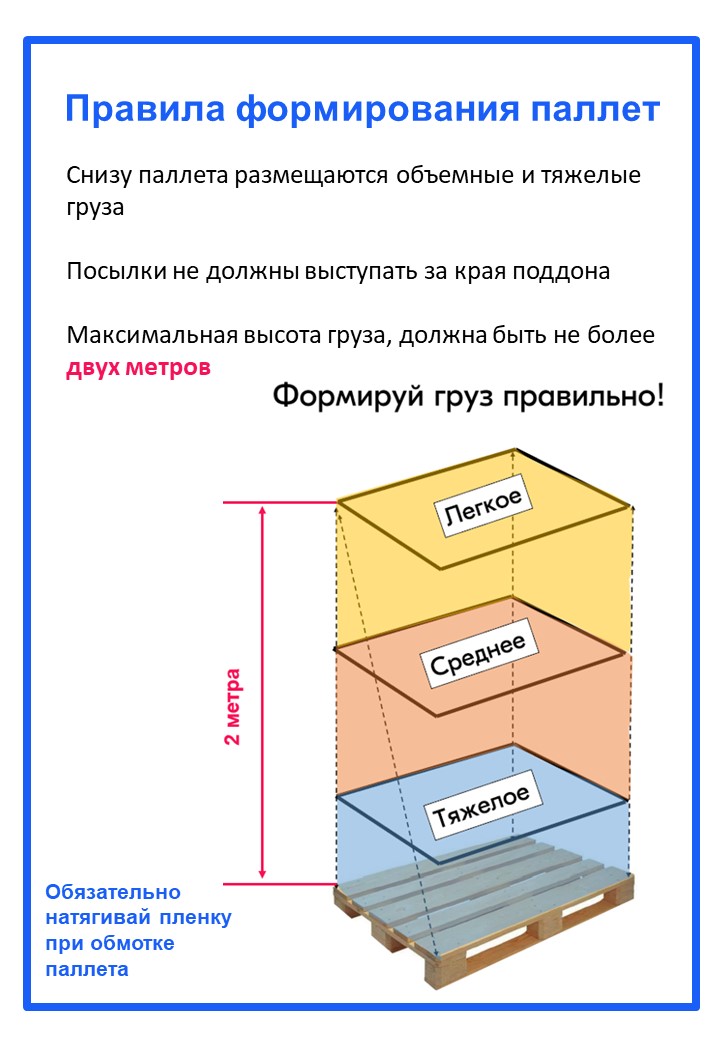 Правила формирования паллет
Снизу паллета размещаются объемные и тяжелые
груза
Посылки не должны выступать за края поддона
Максимальная высота груза, должна быть не более
двух метров
Формируй груз правильно!
Легкое
Среднее
2 метра
Тяжелое
Обязательно
натягивай пленку
при обмотке
паллета